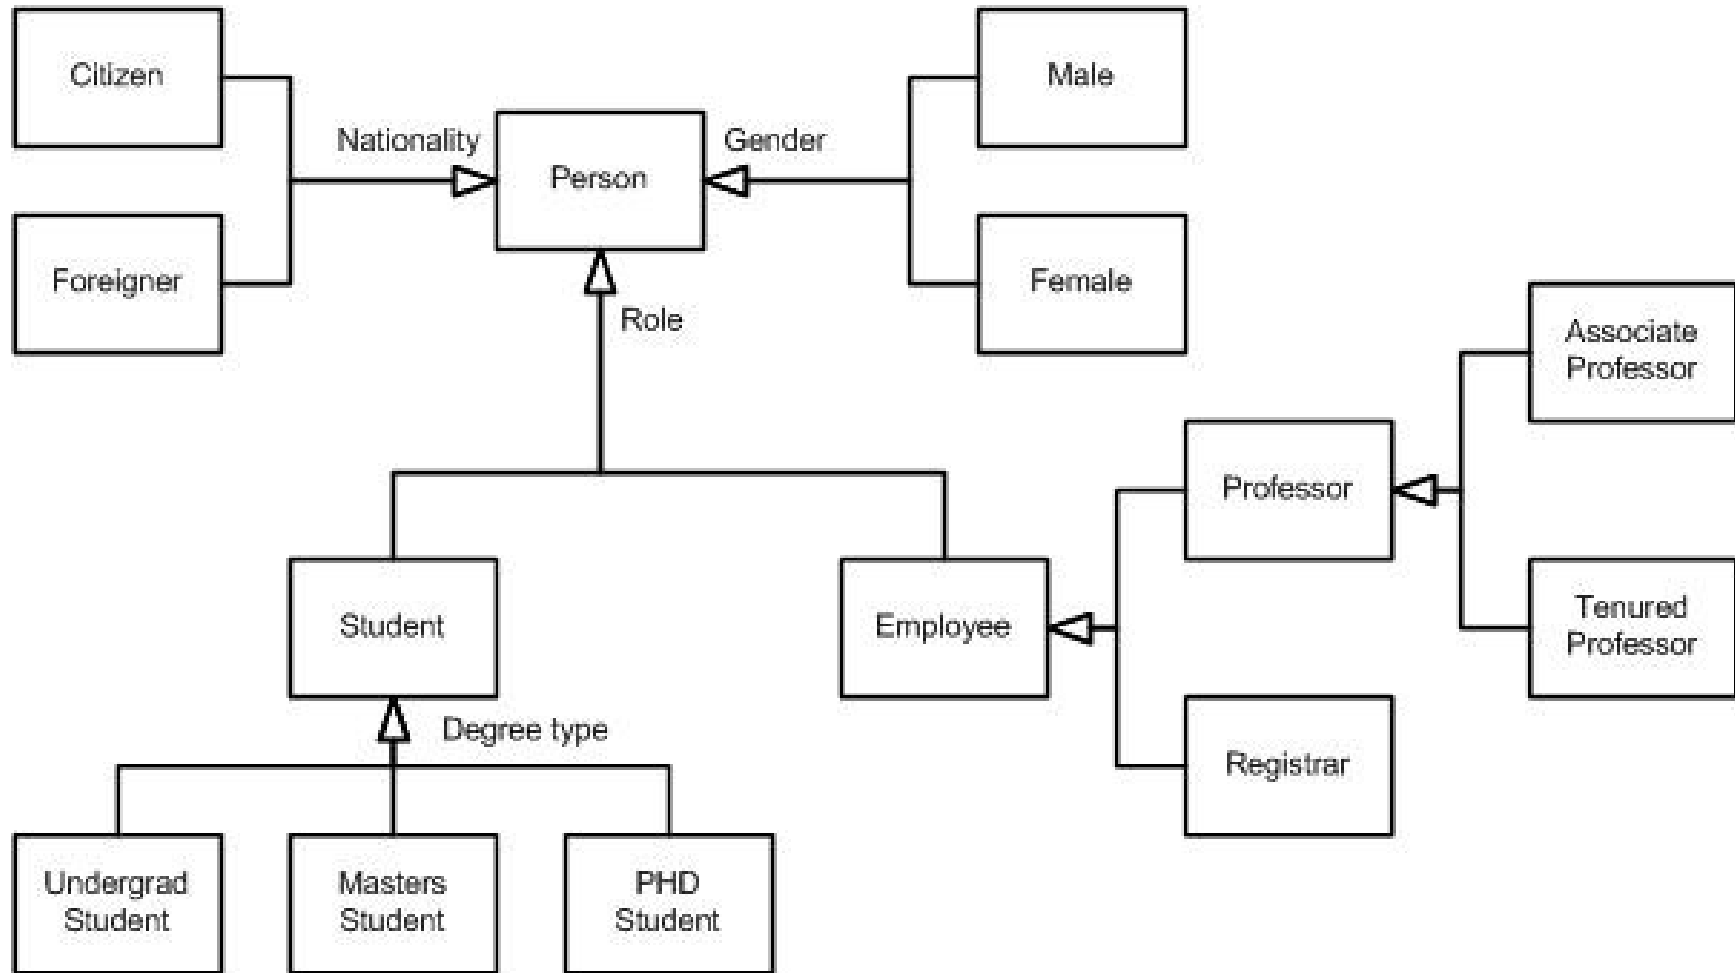 Citizen
Male
Nationality
Person
Gender
Foreigner
Female
Role
Associate
Professor
Professor
Student
Employee
Tenured
Professor
Degree type
Registrar
Undergrad
Student
Masters
Student
PHD
Student